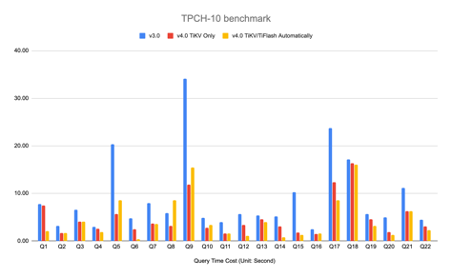 TPCH-10 benchmark
v3.0 v4.0 TiKV Only v4.0 TiKV/TiFlash Automatically
40.00
30.00
20.00
10.00
0.00
Q1 Q2 Q3 Q4 Q5 Q6 Q7 Q8 Q9 Q10 Q11 Q12 Q13 Q14 Q15 Q16 Q17 Q18 Q19 Q20 Q21 Q22
Query Time Cost (Unit: Second)